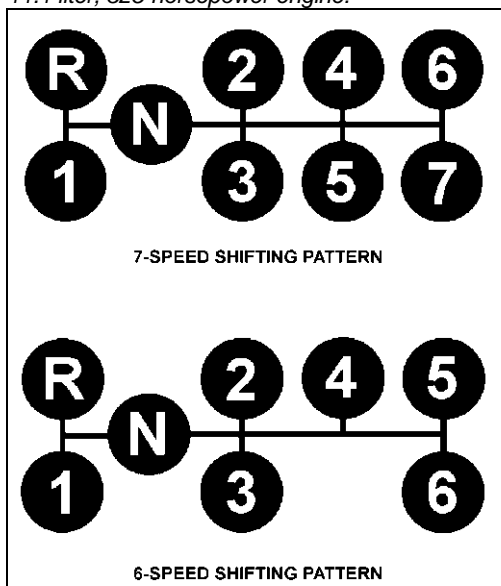 R 2 4 6
N
1 3 5 7
7-SPEED SHIFTING PATTERN
R 2 4 5
N
1 3 6
6-SPEED SHIFTING PATTERN